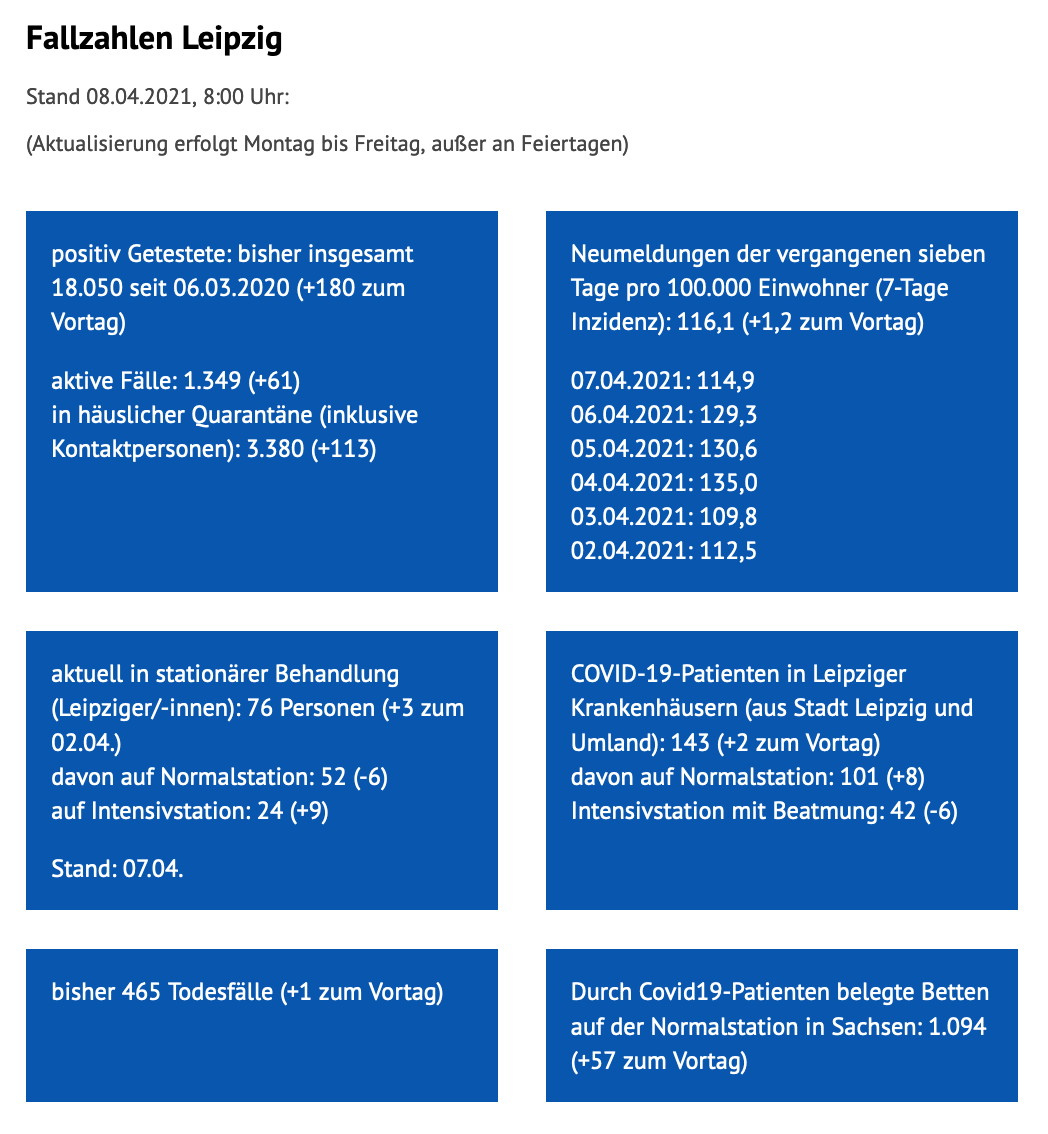 Fallzahlen Leipzig
Stand 08.04.2021, 8:00 Uhr:
(Aktualisierung erfolgt Montag bis Freitag, außer an Feiertagen)
positiv Getestete: bisher insgesamt
18.050 seit 06.03.2020 (+180 zum
Vortag)
aktive Fälle: 1.349 (+61)
in häuslicher Quarantäne (inklusive
Kontaktpersonen): 3.380 (+113)
Neumeldungen der vergangenen sieben
Tage pro 100.000 Einwohner (7-Tage
Inzidenz): 116,1 (+1,2 zum Vortag)
07.04.2021: 114,9
06.04.2021: 129,3
05.04.2021: 130,6
04.04.2021: 135,0
03.04.2021: 109,8
02.04.2021: 112,5
aktuell in stationärer Behandlung
(Leipziger/-innen): 76 Personen (+3 zum
02.04.)
davon auf Normalstation: 52 (-6)
auf Intensivstation: 24 (+9)
Stand: 07.04.
COVID-19-Patienten in Leipziger
Krankenhäusern (aus Stadt Leipzig und
Umland): 143 (+2 zum Vortag)
davon auf Normalstation: 101 (+8)
Intensivstation mit Beatmung: 42 (-6)
bisher 465 Todesfälle (+1 zum Vortag)
Durch Covid19-Patienten belegte Betten
auf der Normalstation in Sachsen: 1.094
(+57 zum Vortag)